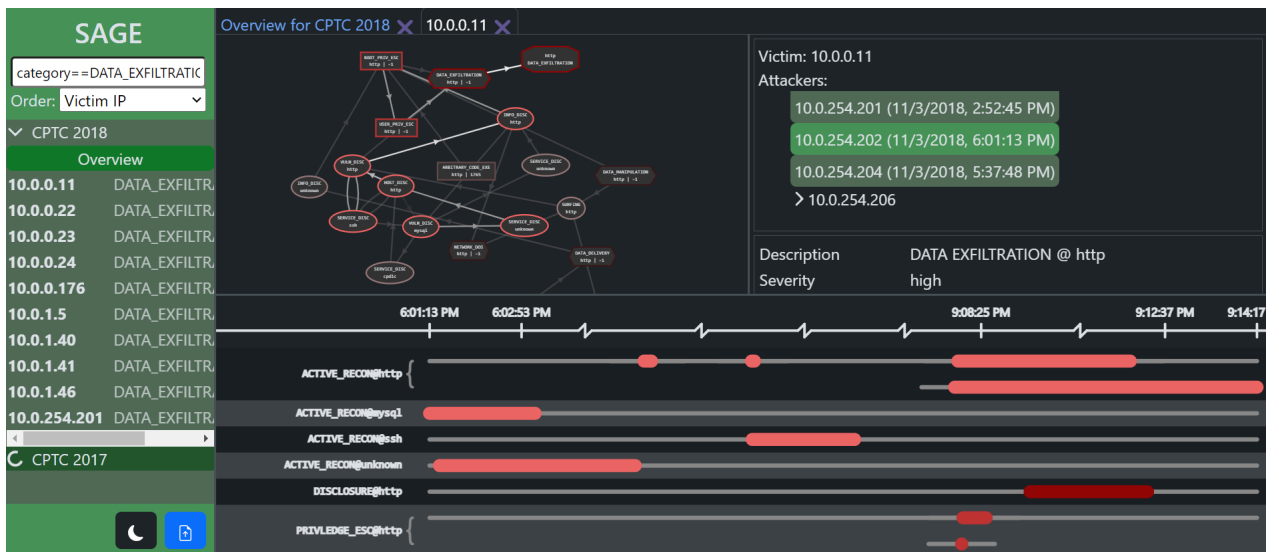 SAGE
category==DATA_EXFILTRATIC
Order: Victim IP
CPTC 2018
Overview
10.0.0.11 DATA_EXFILTRA
10.0.0.22 DATA_EXFILTRA
10.0.0.23 DATA_EXFILTRA
10.0.0.24 DATA_EXFILTRA
10.0.0.176 DATA_EXFILTRA
10.0.1.5 DATA_EXFILTRA
10.0.1.40 DATA_EXFILTRA
10.0.1.41 DATA_EXFILTRA
10.0.1.46 DATA_EXFILTRA
10.0.254.201 DATA_EXFILTRA
CPTC 2017
Overview for CPTC 2018
10.0.0.11
ROOT_PRIV_ESC
http | -1
http
DATA_EXFILTRATION
DATA_EXFILTRATION
http | -1
USER_PRIV_ESC
http | -1
INFO_DISC
http
VULN_DISC
http
ARBITRARY_CODE_EXE
http | 1765
SERVICE_DISC
unknown
INFO_DISC
unknown
HOST_DISC
http
DATA_MANIPULATION
http | -1
SURFING
http
SERVICE_DISC
ssh
VULN_DISC
mysql
SERVICE_DISC
unknown
NETWORK_DOS
http | -1
DATA_DELIVERY
http | -1
SERVICE_DISC
rpdlc
Victim: 10.0.0.11
Attackers:
10.0.254.201 (11/3/2018, 2:52:45 PM)
10.0.254.202 (11/3/2018, 6:01:13 PM)
10.0.254.204 (11/3/2018, 5:37:48 PM)
10.0.254.206
Description DATA EXFILTRATION @ http
Severity high
6:01:13 PM 6:02:53 PM 9:08:25 PM 9:12:37 PM 9:14:17
ACTIVE_RECON@http
ACTIVE_RECON@mysql
ACTIVE_RECON@ssh
ACTIVE_RECON@unknown
DISCLOSURE@http
PRIVLEDGE_ESC@http